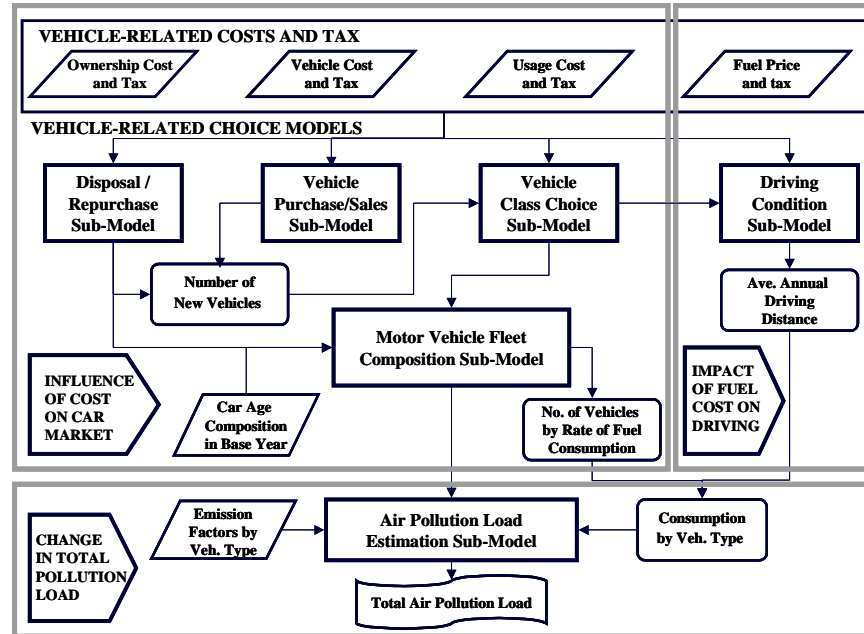 VEHICLE-RELATED COSTS AND TAX
Ownership Cost
and Tax
Vehicle Cost
and Tax
Usage Cost
and Tax
Fuel Price
and tax
VEHICLE-RELATED CHOICE MODELS
Disposal /
Repurchase
Sub-Model
Vehicle
Purchase/Sales
Sub-Model
Vehicle
Class Choice
Sub-Model
Driving
Condition
Sub-Model
Number of
New Vehicles
Ave. Annual
Driving
Distance
Motor Vehicle Fleet
Composition Sub-Model
INFLUENCE
OF COST
ON CAR
MARKET
Car Age
Composition
in Base Year
No. of Vehicles
by Rate of Fuel
Consumption
IMPACT
OF FUEL
COST ON
DRIVING
CHANGE
IN TOTAL
POLLUTION
LOAD
Emission
Factors by
Veh. Type
Air Pollution Load
Estimation Sub-Model
Consumption
by Veh. Type
Total Air Pollution Load